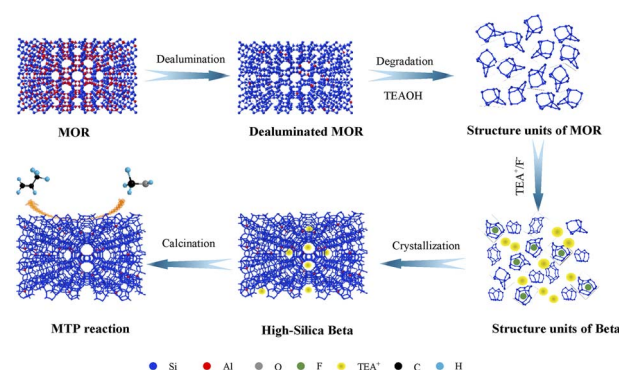 Dealumination
Degradation
TEAOH
MOR
Dealuminated MOR
Structure units of MOR
TEA⁺/F⁻
Calcination
Crystallization
MTP reaction
High-Silica Beta
Structure units of Beta
Si Al O F TEA⁺ C H